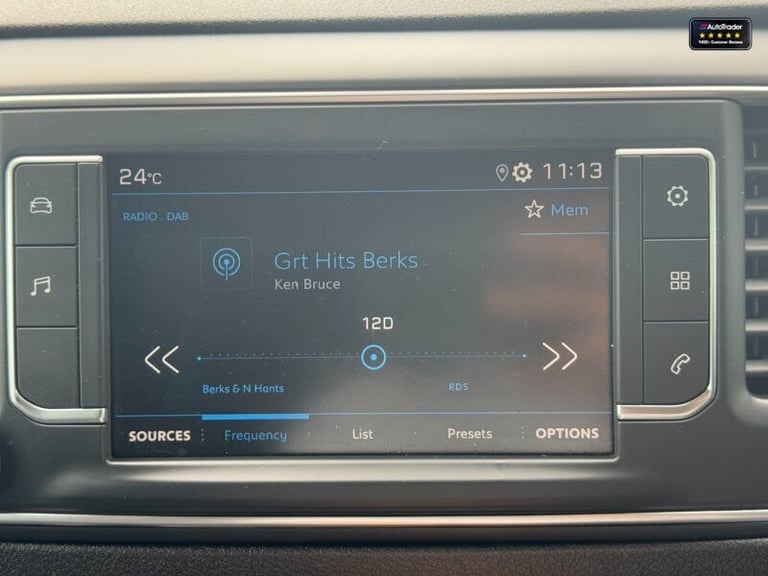 AutoTrader
24°C
11:13
RADIO . DAB
Mem
Grt Hits Berks
Ken Bruce
12D
Berks & N Hants
RDS
SOURCES
Frequency
List
Presets
OPTIONS